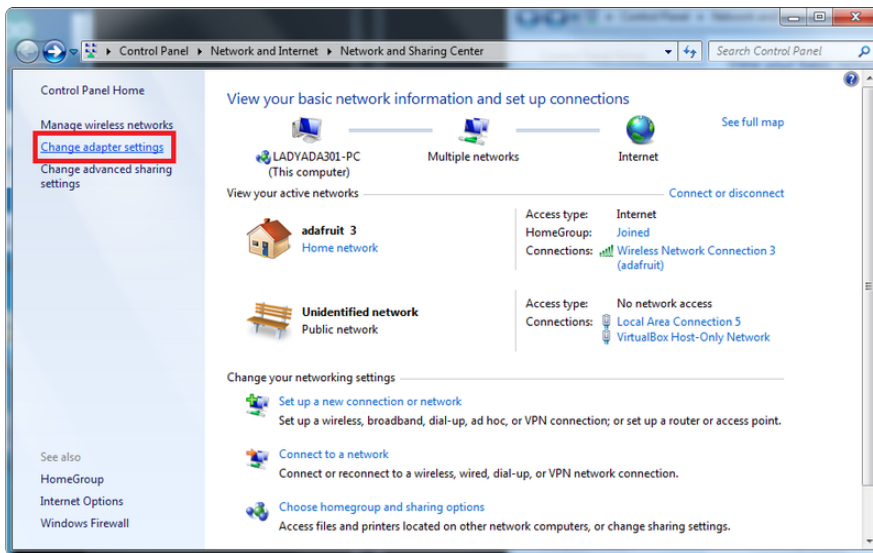 Control Panel ▸ Network and Internet ▸ Network and Sharing Center
Search Control Panel
Control Panel Home
Manage wireless networks
Change adapter settings
Change advanced sharing
settings
See also
HomeGroup
Internet Options
Windows Firewall
View your basic network information and set up connections
See full map
LADYADA301-PC
(This computer)
Multiple networks
Internet
View your active networks
Connect or disconnect
adafruit 3
Home network
Access type: Internet
HomeGroup: Joined
Connections: Wireless Network Connection 3
(adafruit)
Unidentified network
Public network
Access type: No network access
Connections: Local Area Connection 5
VirtualBox Host-Only Network
Change your networking settings
Set up a new connection or network
Set up a wireless, broadband, dial-up, ad hoc, or VPN connection; or set up a router or access point.
Connect to a network
Connect or reconnect to a wireless, wired, dial-up, or VPN network connection.
Choose homegroup and sharing options
Access files and printers located on other network computers, or change sharing settings.